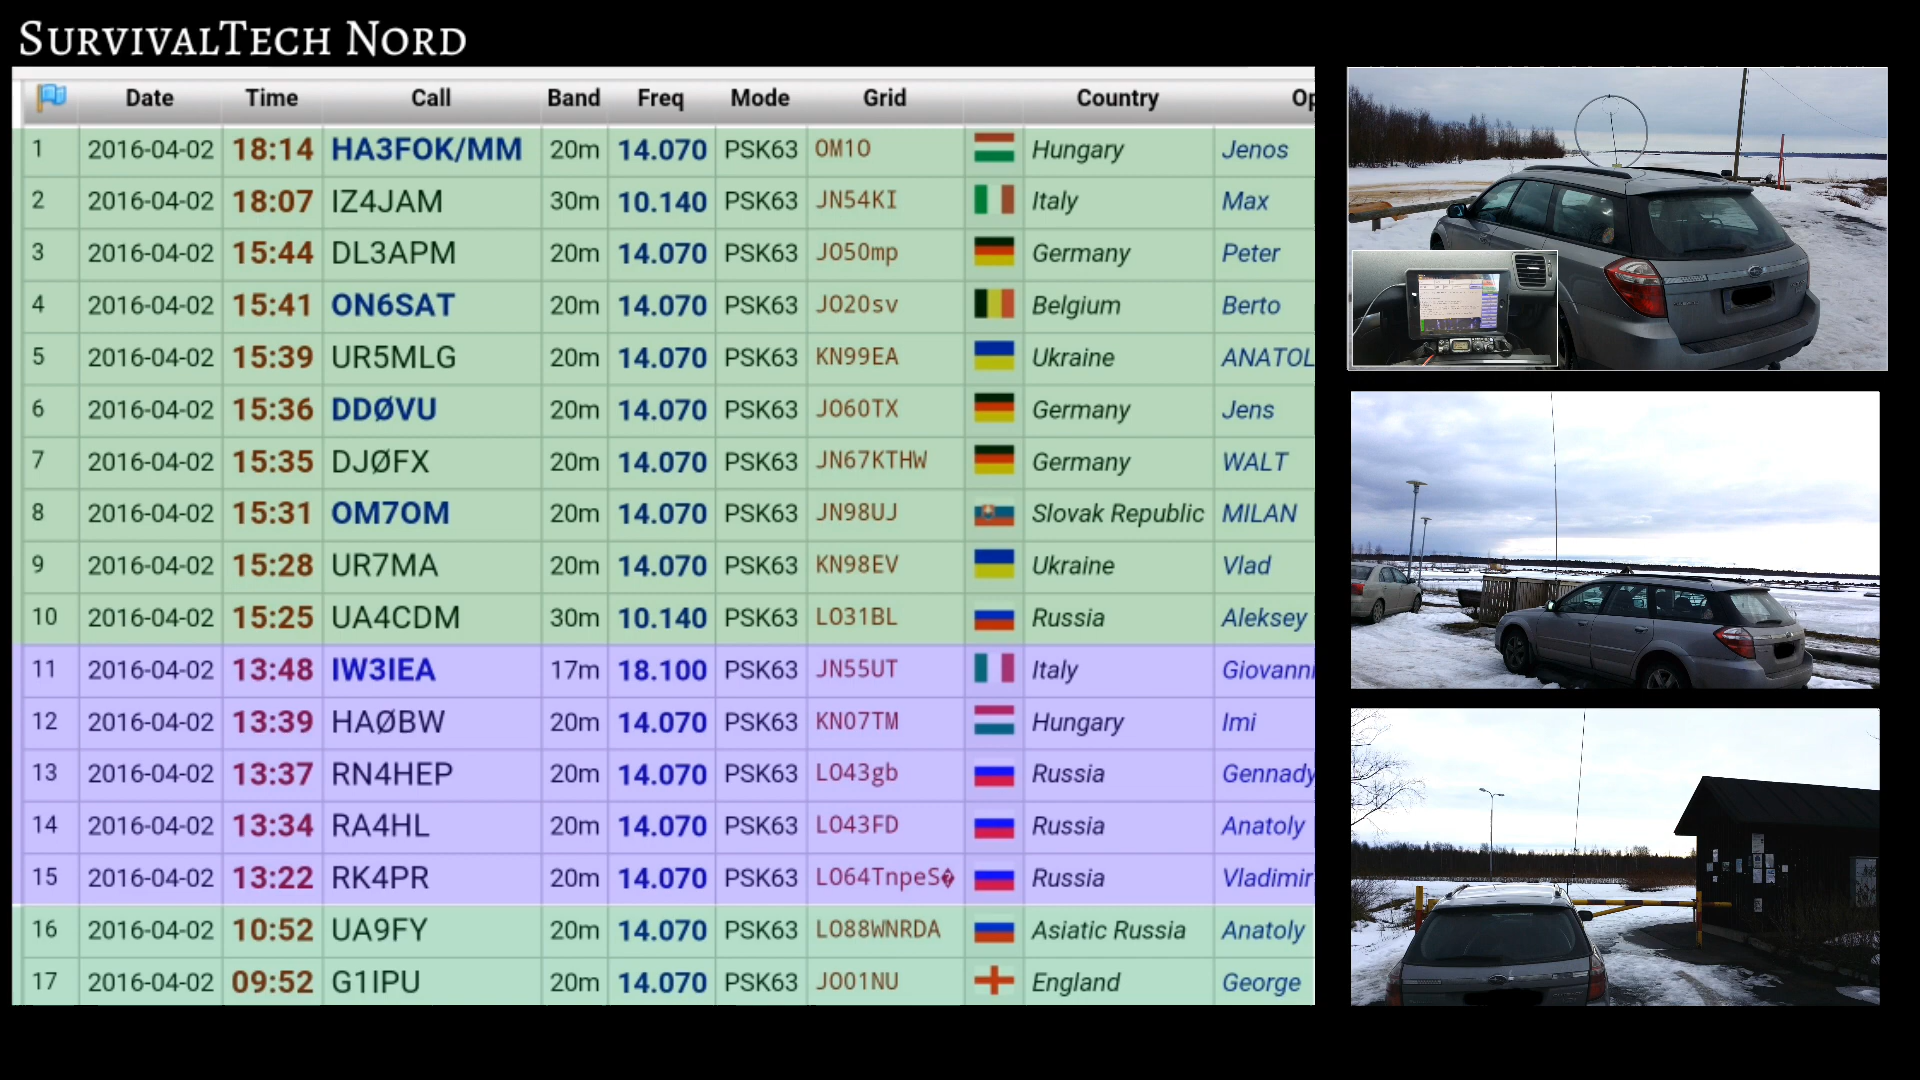 SurvivalTech Nord
Date Time Call Band Freq Mode Grid Country Op
1 2016-04-02 18:14 HA3FOK/MM 20m 14.070 PSK63 OM1O Hungary Jenos
2 2016-04-02 18:07 IZ4JAM 30m 10.140 PSK63 JN54KI Italy Max
3 2016-04-02 15:44 DL3APM 20m 14.070 PSK63 JO50mp Germany Peter
4 2016-04-02 15:41 ON6SAT 20m 14.070 PSK63 JO20sv Belgium Berto
5 2016-04-02 15:39 UR5MLG 20m 14.070 PSK63 KN99EA Ukraine ANATOL
6 2016-04-02 15:36 DDØVU 20m 14.070 PSK63 JO60TX Germany Jens
7 2016-04-02 15:35 DJØFX 20m 14.070 PSK63 JN67KTHW Germany WALT
8 2016-04-02 15:31 OM7OM 20m 14.070 PSK63 JN98UJ Slovak Republic MILAN
9 2016-04-02 15:28 UR7MA 20m 14.070 PSK63 KN98EV Ukraine Vlad
10 2016-04-02 15:25 UA4CDM 30m 10.140 PSK63 LO31BL Russia Aleksey
11 2016-04-02 13:48 IW3IEA 17m 18.100 PSK63 JN55UT Italy Giovanni
12 2016-04-02 13:39 HAØBW 20m 14.070 PSK63 KN07TM Hungary Imi
13 2016-04-02 13:37 RN4HEP 20m 14.070 PSK63 LO43gb Russia Gennady
14 2016-04-02 13:34 RA4HL 20m 14.070 PSK63 LO43FD Russia Anatoly
15 2016-04-02 13:22 RK4PR 20m 14.070 PSK63 LO64TnpeS� Russia Vladimir
16 2016-04-02 10:52 UA9FY 20m 14.070 PSK63 LO88WNRDA Asiatic Russia Anatoly
17 2016-04-02 09:52 G1IPU 20m 14.070 PSK63 JO01NU England George